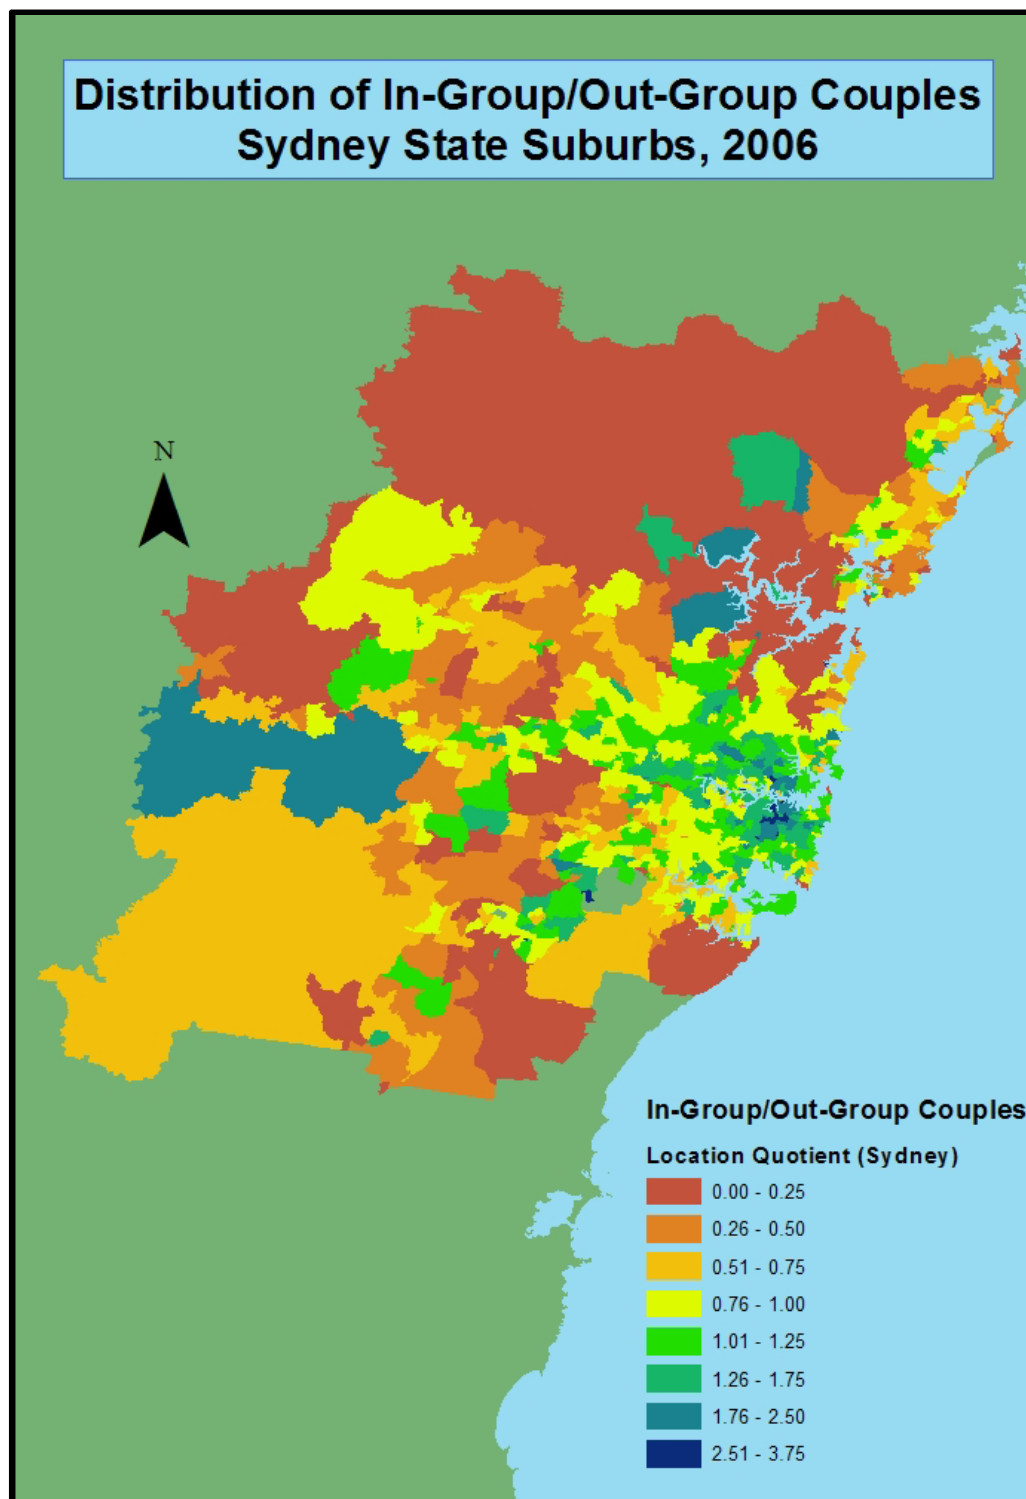 Distribution of In-Group/Out-Group Couples
Sydney State Suburbs, 2006
N
In-Group/Out-Group Couples
Location Quotient (Sydney)
0.00 - 0.25
0.26 - 0.50
0.51 - 0.75
0.76 - 1.00
1.01 - 1.25
1.26 - 1.75
1.76 - 2.50
2.51 - 3.75